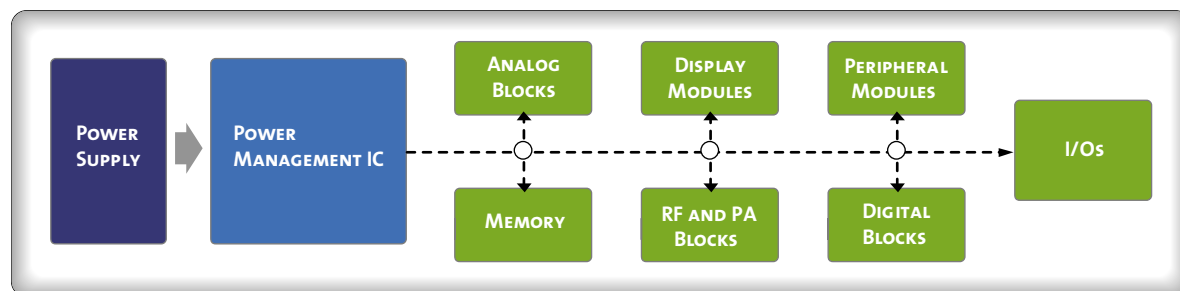 Power
Supply
Power
Management IC
Analog
Blocks
Display
Modules
Peripheral
Modules
I/Os
Memory
RF and PA
Blocks
Digital
Blocks